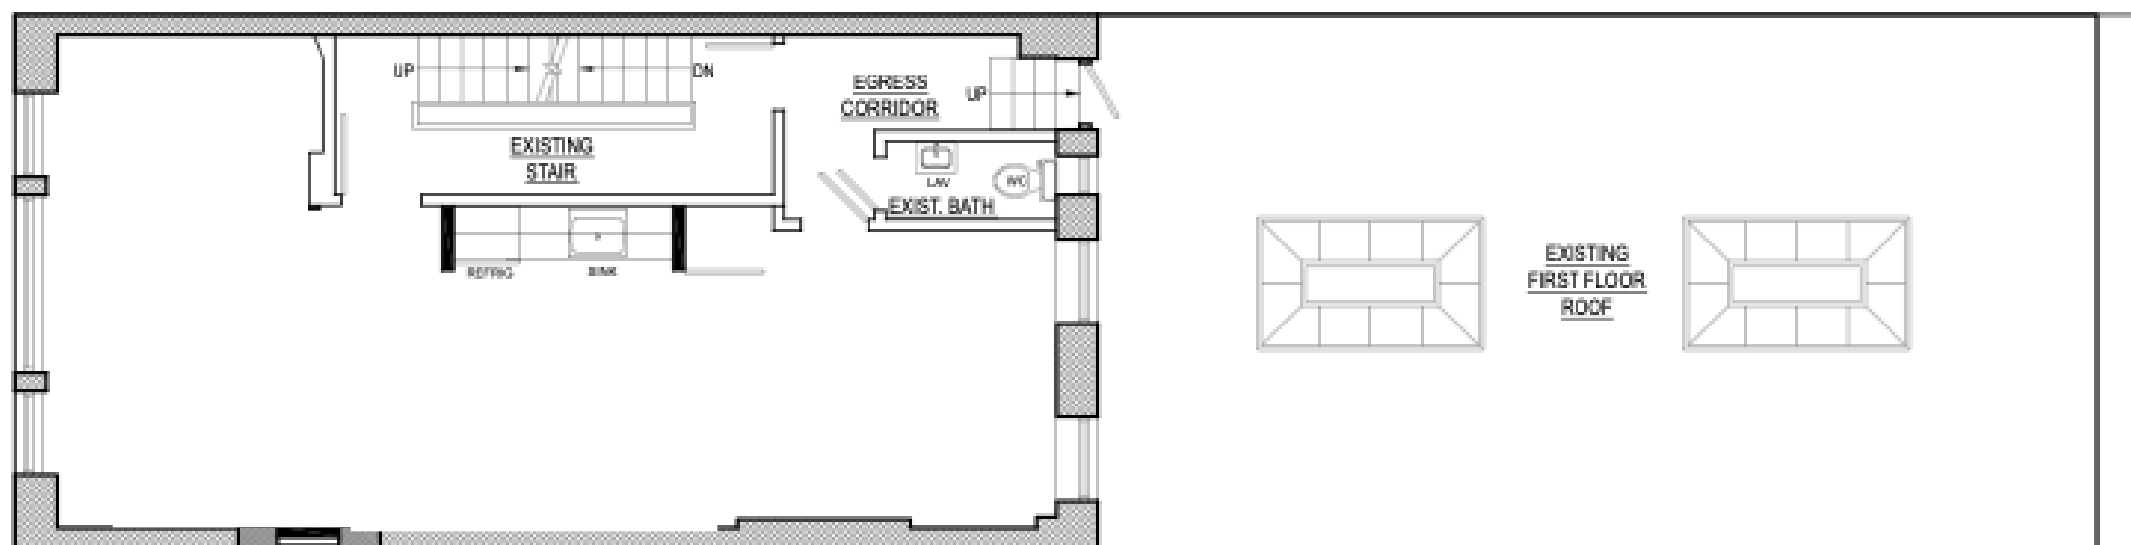 UP
DN
EXISTING
STAIR
EGRESS
CORRIDOR
UP
LAV
WC
EXIST. BATH
REFRIG
SINK
EXISTING
FIRST FLOOR
ROOF